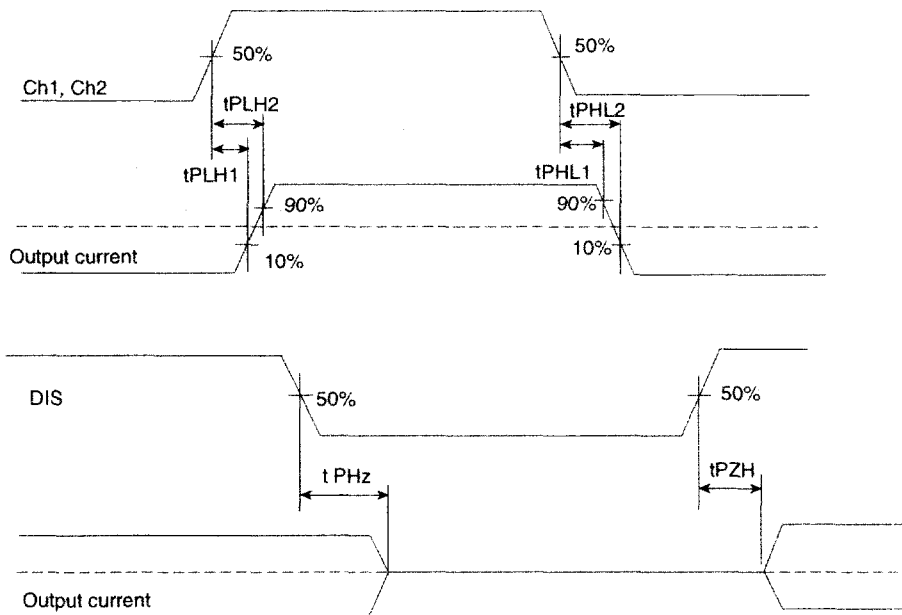 50%
50%
Ch1, Ch2
tPLH2
tPHL2
tPLH1
tPHL1
90%
90%
Output current
10%
10%
DIS
50%
50%
t PHz
tPZH
Output current